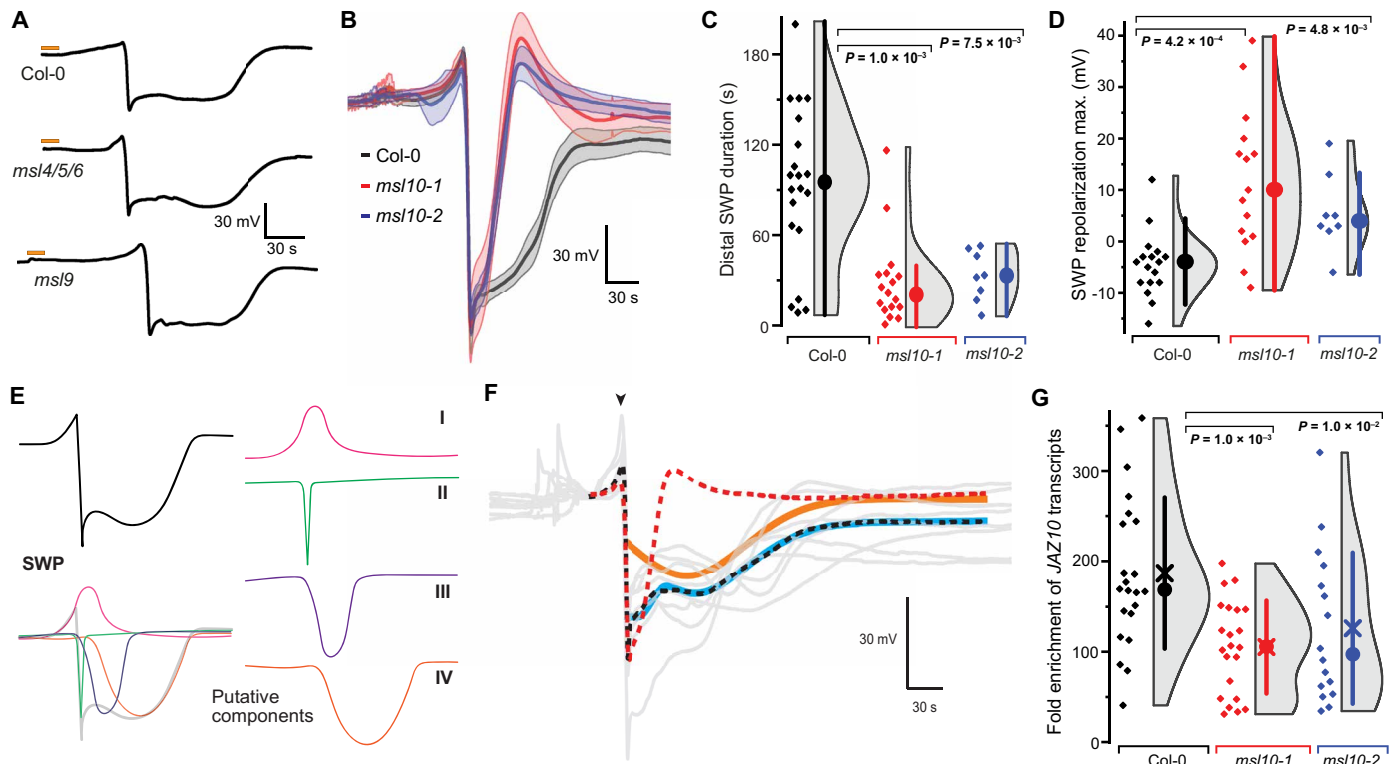 A
Col-0
msl4/5/6
30 mV
30 s
msl9
B
Col-0
msl10-1
msl10-2
30 mV
30 s
C
P = 7.5 × 10⁻³
P = 1.0 × 10⁻³
Distal SWP duration (s)
180
120
60
0
Col-0
msl10-1
msl10-2
D
P = 4.8 × 10⁻³
P = 4.2 × 10⁻⁴
SWP repolarization max. (mV)
40
30
20
10
0
-10
Col-0
msl10-1
msl10-2
E
SWP
I
II
III
IV
Putative
components
F
30 mV
30 s
G
P = 1.0 × 10⁻²
P = 1.0 × 10⁻³
Fold enrichment of JAZ10 transcripts
300
200
100
0
Col-0
msl10-1
msl10-2